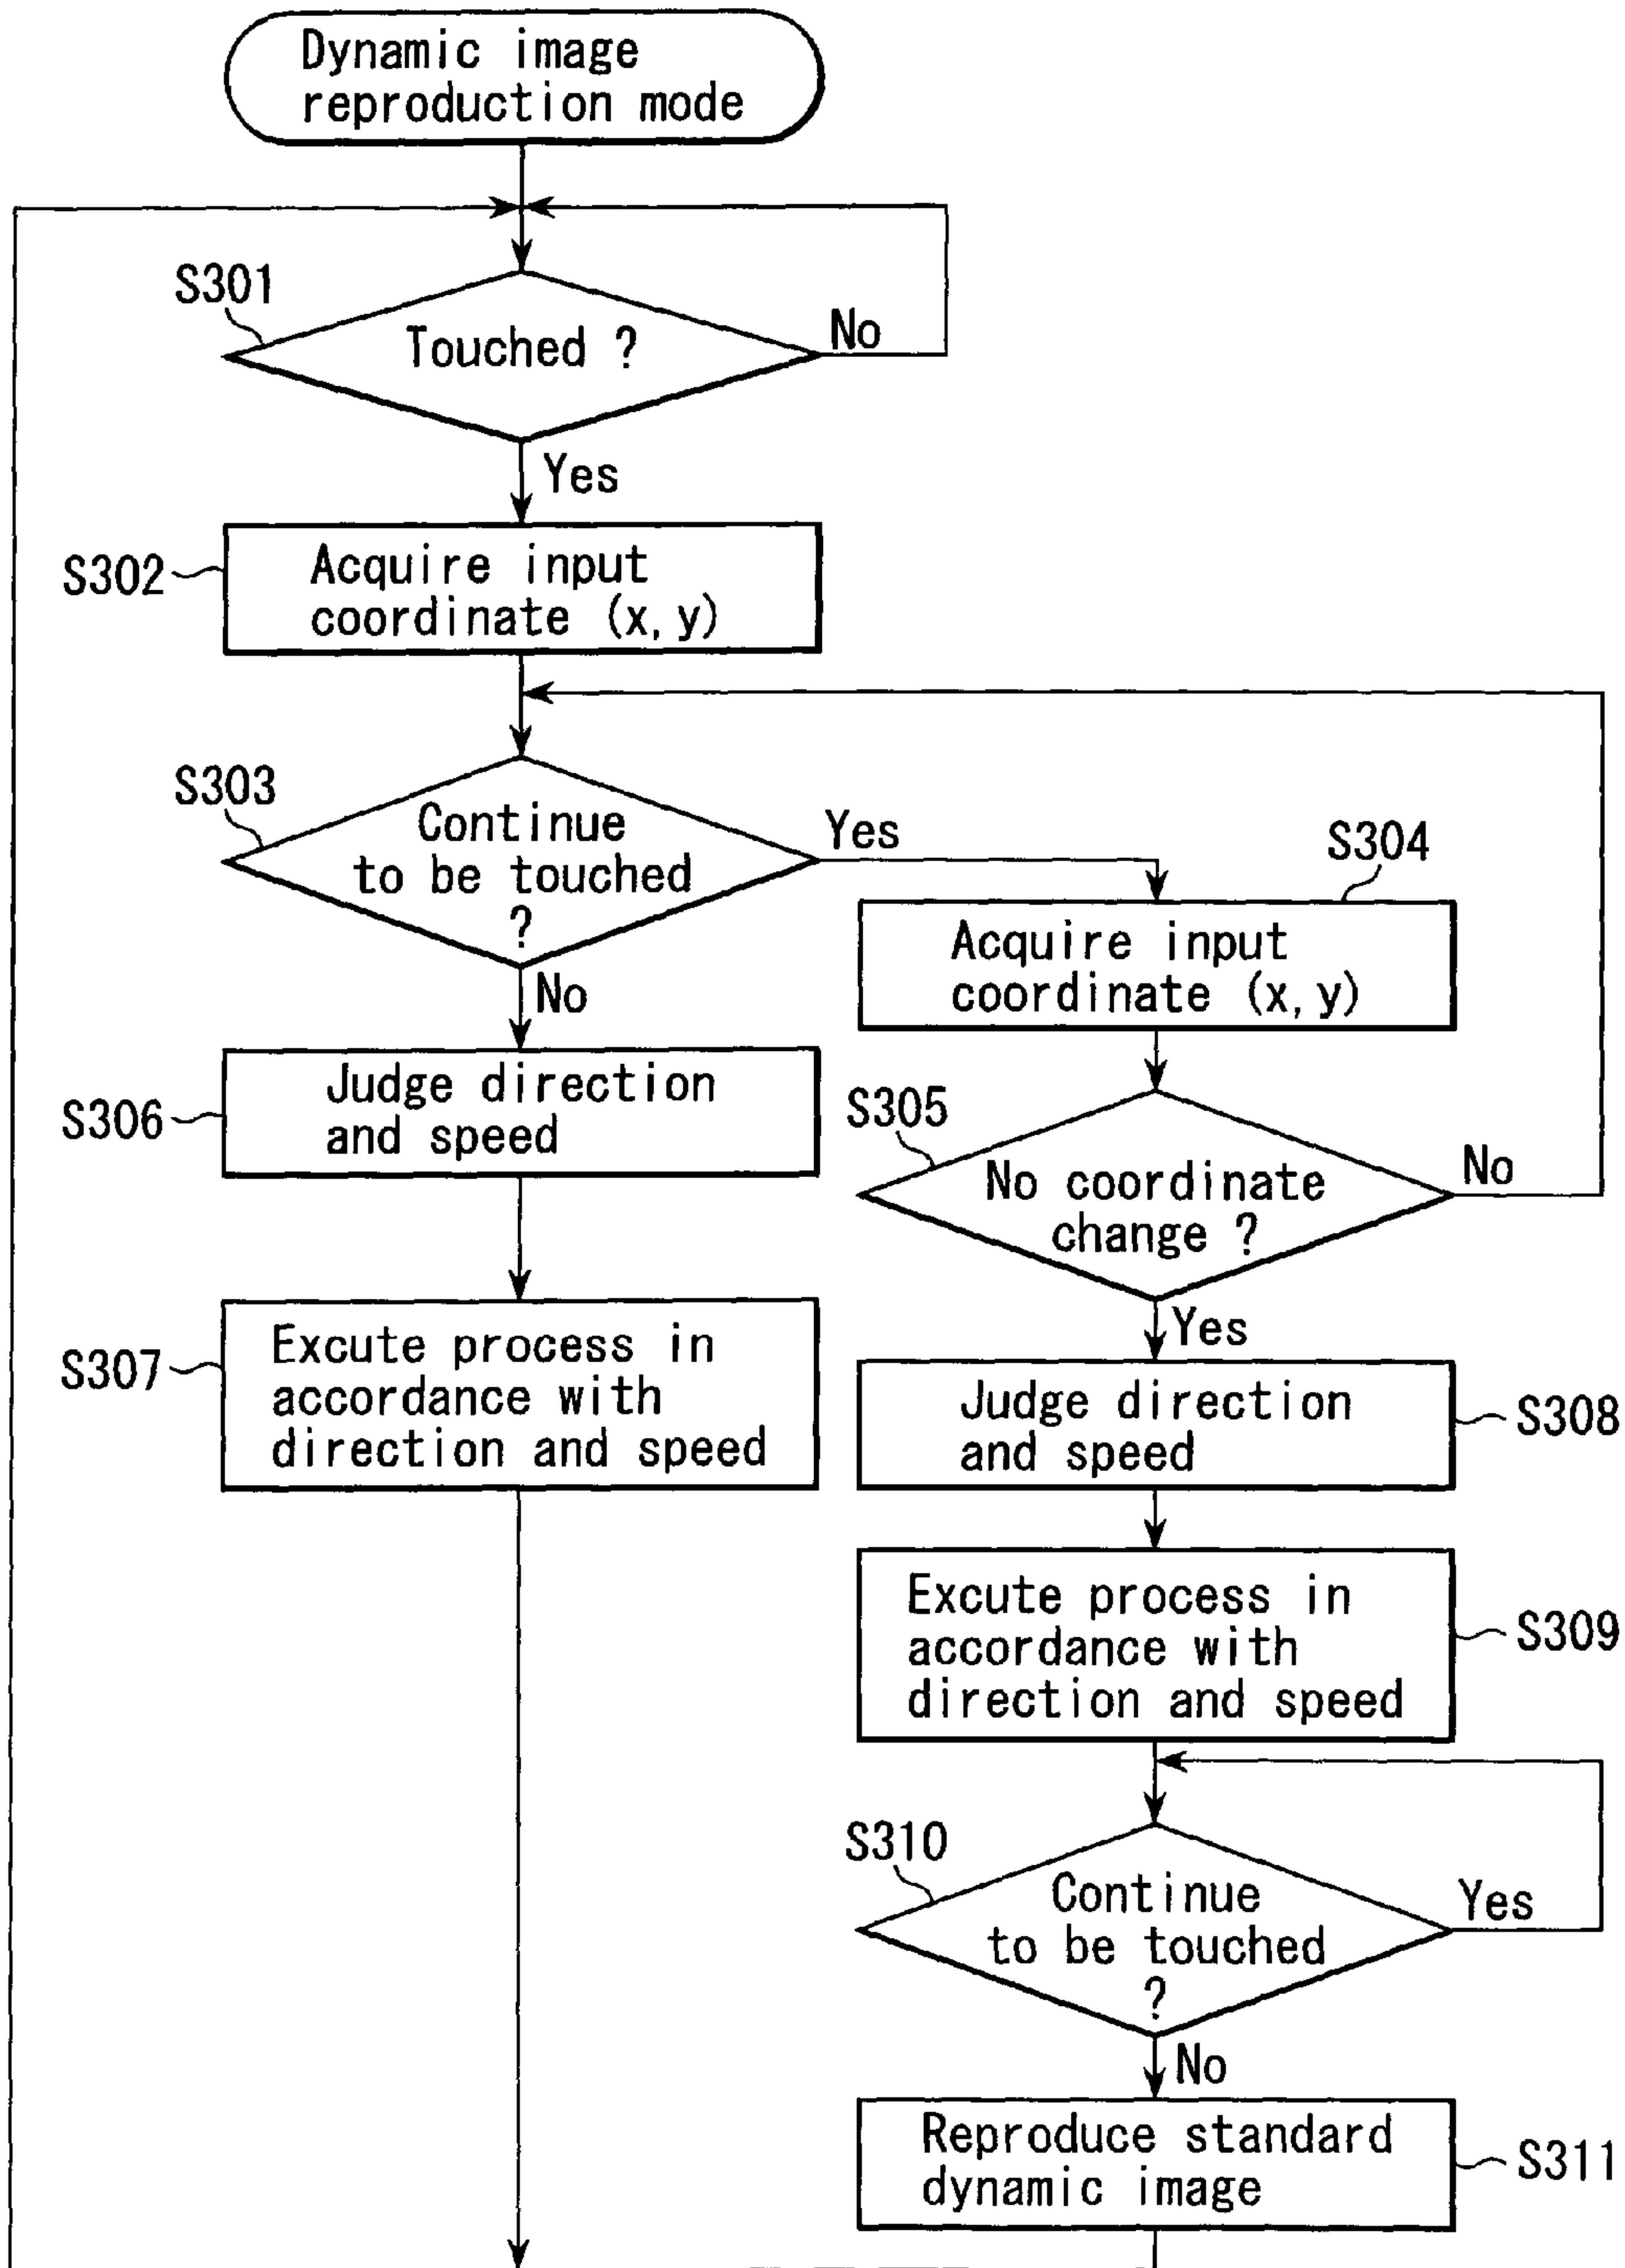 Dynamic image
reproduction mode
S301
Touched ?
No
Yes
S302
Acquire input
coordinate (x, y)
S303
Continue
to be touched
?
Yes
No
S304
Acquire input
coordinate (x, y)
S305
No coordinate
change ?
No
Yes
S306
Judge direction
and speed
S307
Excute process in
accordance with
direction and speed
Judge direction
and speed
S308
Excute process in
accordance with
direction and speed
S309
S310
Continue
to be touched
?
Yes
No
Reproduce standard
dynamic image
S311